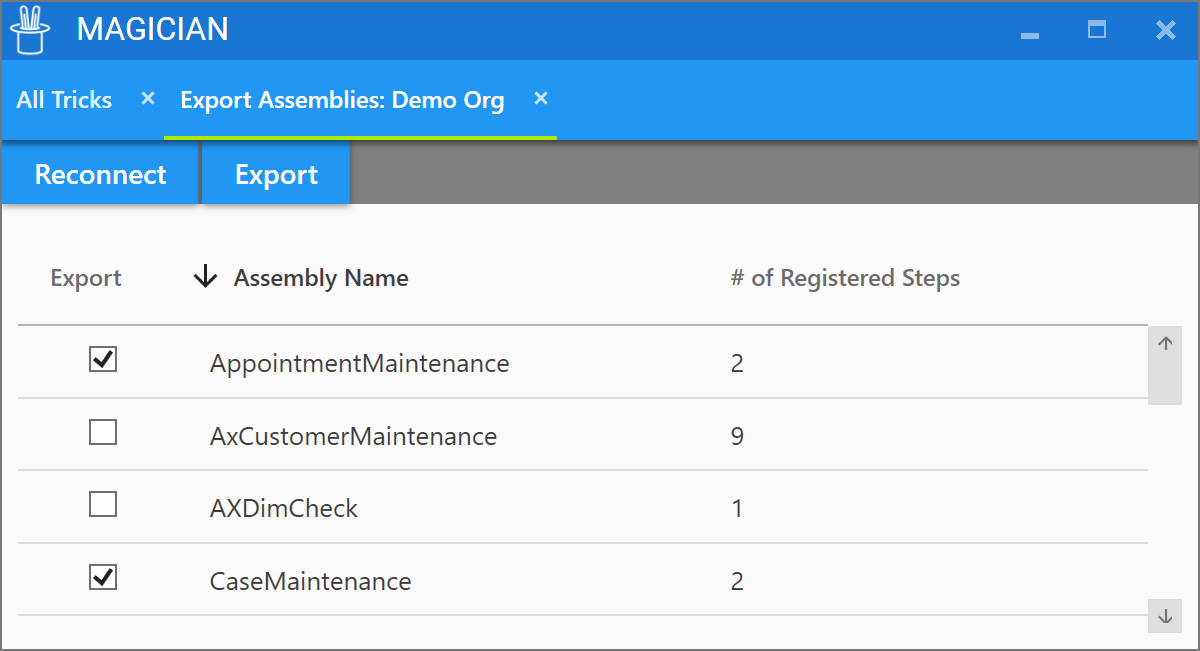 MAGICIAN
All Tricks Export Assemblies: Demo Org
Reconnect Export
Export Assembly Name # of Registered Steps
AppointmentMaintenance 2
AxCustomerMaintenance 9
AXDimCheck 1
CaseMaintenance 2